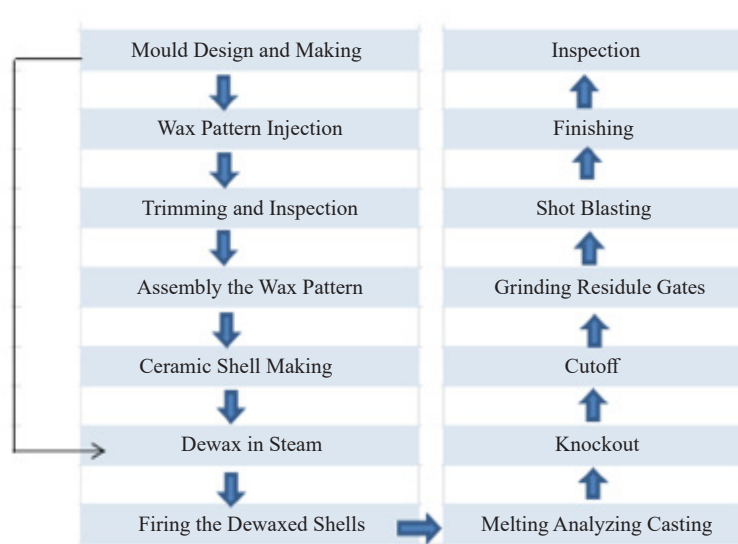 Mould Design and Making
Wax Pattern Injection
Trimming and Inspection
Assembly the Wax Pattern
Ceramic Shell Making
Dewax in Steam
Firing the Dewaxed Shells
Melting Analyzing Casting
Knockout
Cutoff
Grinding Residule Gates
Shot Blasting
Finishing
Inspection